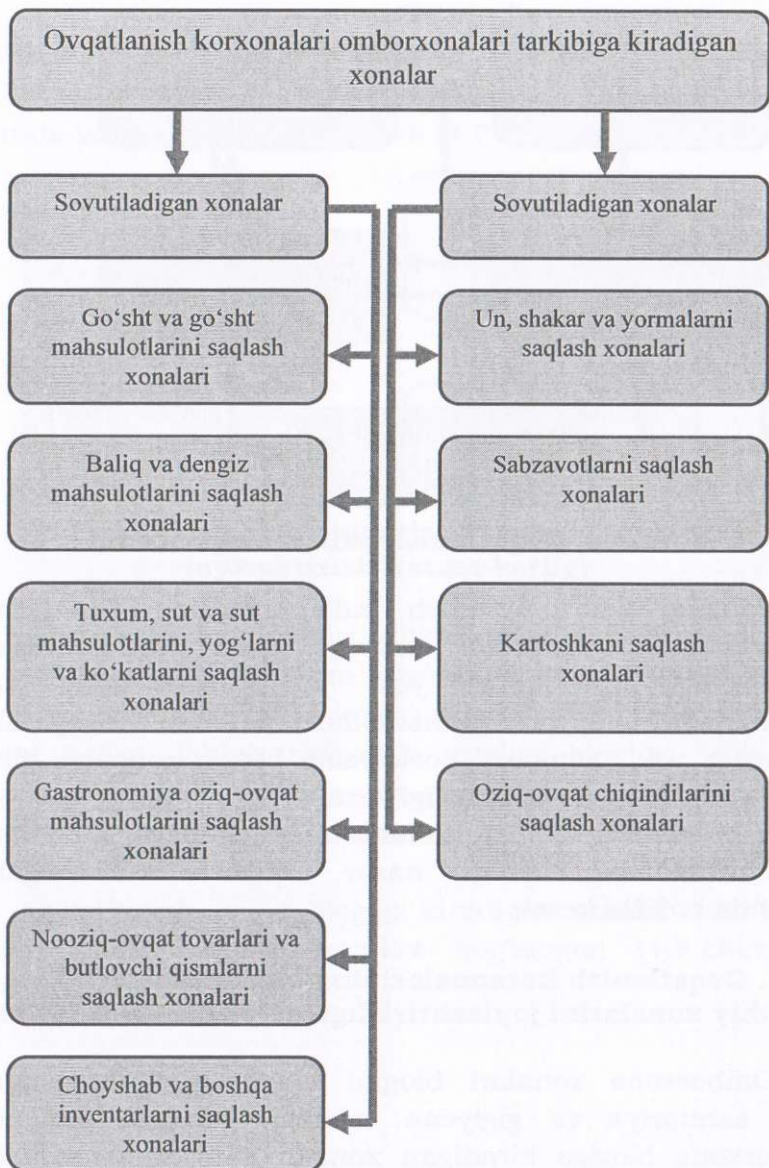 Ovqatlanish korxonalari omborxonalari tarkibiga kiradigan
xonalar
Sovutiladigan xonalar
Sovutiladigan xonalar
Go‘sht va go‘sht
mahsulotlarini saqlash
xonalari
Un, shakar va yormalarni
saqlash xonalari
Baliq va dengiz
mahsulotlarini saqlash
xonalari
Sabzavotlarni saqlash
xonalari
Tuxum, sut va sut
mahsulotlarini, yog‘larni
va ko‘katlarni saqlash
xonalari
Kartoshkani saqlash
xonalari
Gastronomiya oziq-ovqat
mahsulotlarini saqlash
xonalari
Oziq-ovqat chiqindilarini
saqlash xonalari
Nooziq-ovqat tovarlari va
butlovchi qismlarni
saqlash xonalari
Choyshab va boshqa
inventarlarni saqlash
xonalari